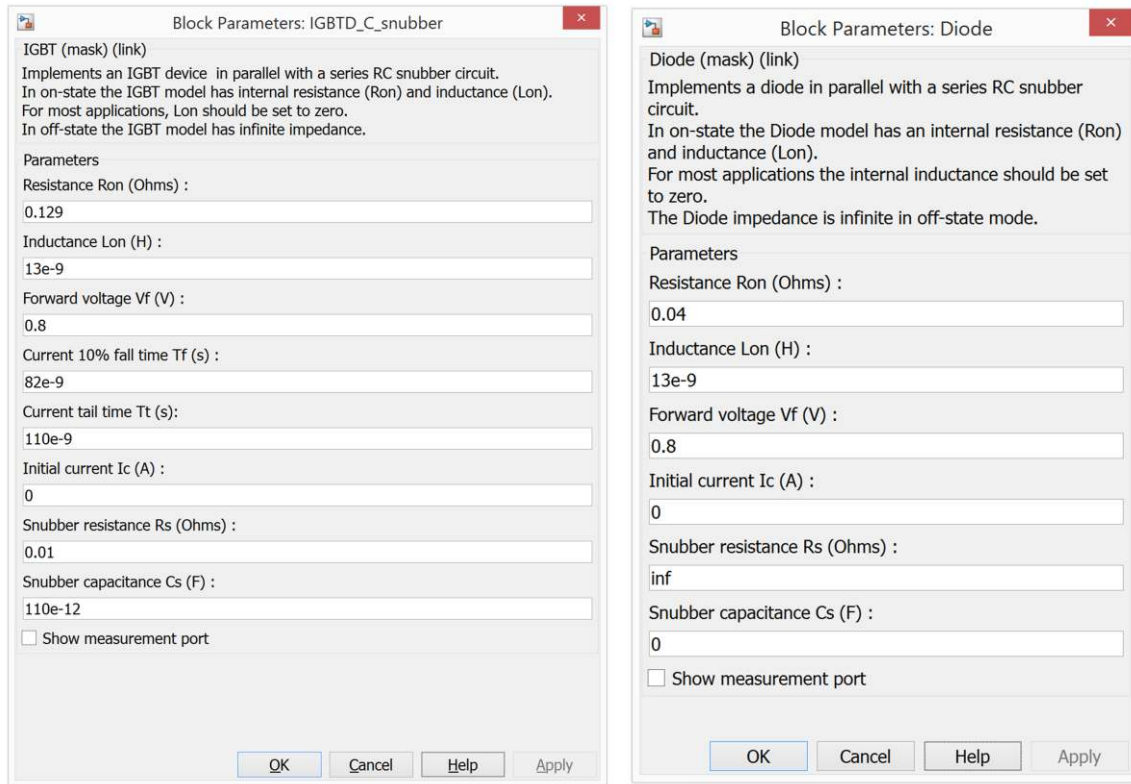 Block Parameters: IGBTD_C_snubber
IGBT (mask) (link)
Implements an IGBT device in parallel with a series RC snubber circuit.
In on-state the IGBT model has internal resistance (Ron) and inductance (Lon).
For most applications, Lon should be set to zero.
In off-state the IGBT model has infinite impedance.
Parameters
Resistance Ron (Ohms) :
0.129
Inductance Lon (H) :
13e-9
Forward voltage Vf (V) :
0.8
Current 10% fall time Tf (s) :
82e-9
Current tail time Tt (s):
110e-9
Initial current Ic (A) :
0
Snubber resistance Rs (Ohms) :
0.01
Snubber capacitance Cs (F) :
110e-12
Show measurement port
OK Cancel Help Apply
Block Parameters: Diode
Diode (mask) (link)
Implements a diode in parallel with a series RC snubber
circuit.
In on-state the Diode model has an internal resistance (Ron)
and inductance (Lon).
For most applications the internal inductance should be set
to zero.
The Diode impedance is infinite in off-state mode.
Parameters
Resistance Ron (Ohms) :
0.04
Inductance Lon (H) :
13e-9
Forward voltage Vf (V) :
0.8
Initial current Ic (A) :
0
Snubber resistance Rs (Ohms) :
inf
Snubber capacitance Cs (F) :
0
Show measurement port
OK Cancel Help Apply